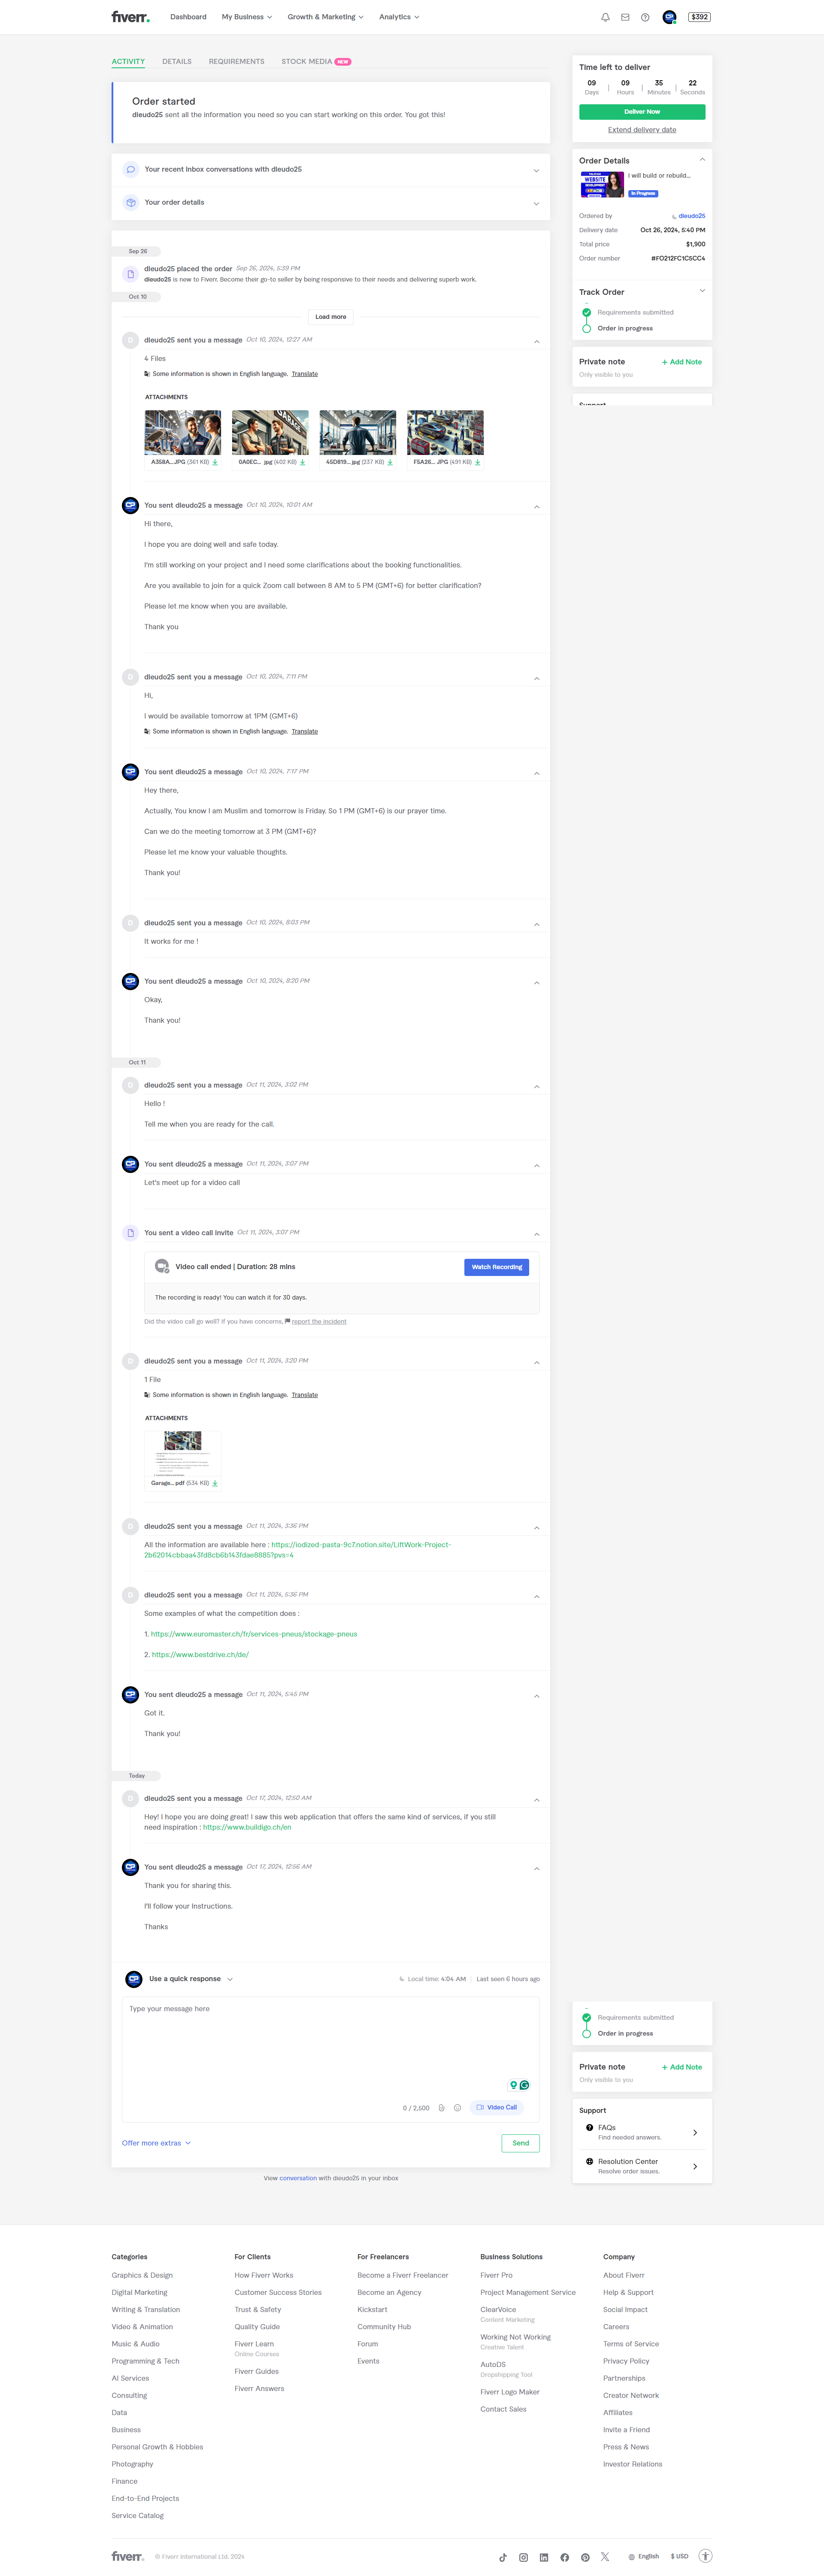 fiverr.
Dashboard
My Business
Growth & Marketing
Analytics
$392
ACTIVITY
DETAILS
REQUIREMENTS
STOCK MEDIA NEW
Order started
dieudo25 sent all the information you need so you can start working on this order. You got this!
Your recent inbox conversations with dieudo25
Your order details
Sep 26
dieudo25 placed the order Sep 26, 2024, 5:39 PM
dieudo25 is new to Fiverr. Become their go-to seller by being responsive to their needs and delivering superb work.
Oct 10
Load more
D
dieudo25 sent you a message Oct 10, 2024, 12:27 AM
4 Files
Some information is shown in English language. Translate
ATTACHMENTS
GARAGE
A358A....JPG (361 KB)
0A0EC... jpg (402 KB)
45D819... jpg (237 KB)
F5A26... JPG (491 KB)
You sent dieudo25 a message Oct 10, 2024, 10:01 AM
Hi there,
I hope you are doing well and safe today.
I'm still working on your project and I need some clarifications about the booking functionalities.
Are you available to join for a quick Zoom call between 8 AM to 5 PM (GMT+6) for better clarification?
Please let me know when you are available.
Thank you
D
dieudo25 sent you a message Oct 10, 2024, 7:11 PM
Hi,
I would be available tomorrow at 1PM (GMT+6)
Some information is shown in English language. Translate
You sent dieudo25 a message Oct 10, 2024, 7:17 PM
Hey there,
Actually, You know I am Muslim and tomorrow is Friday. So 1 PM (GMT+6) is our prayer time.
Can we do the meeting tomorrow at 3 PM (GMT+6)?
Please let me know your valuable thoughts.
Thank you!
D
dieudo25 sent you a message Oct 10, 2024, 8:03 PM
It works for me !
You sent dieudo25 a message Oct 10, 2024, 8:20 PM
Okay,
Thank you!
Oct 11
D
dieudo25 sent you a message Oct 11, 2024, 3:02 PM
Hello !
Tell me when you are ready for the call.
You sent dieudo25 a message Oct 11, 2024, 3:07 PM
Let's meet up for a video call
You sent a video call invite Oct 11, 2024, 3:07 PM
Video call ended | Duration: 28 mins
Watch Recording
The recording is ready! You can watch it for 30 days.
Did the video call go well? If you have concerns, report the incident
D
dieudo25 sent you a message Oct 11, 2024, 3:20 PM
1 File
Some information is shown in English language. Translate
ATTACHMENTS
Garage... pdf (534 KB)
D
dieudo25 sent you a message Oct 11, 2024, 3:36 PM
All the information are available here : https://iodized-pasta-9c7.notion.site/LiftWork-Project-
2b62014cbbaa43fd8cb6b143fdae8885?pvs=4
D
dieudo25 sent you a message Oct 11, 2024, 5:36 PM
Some examples of what the competition does :
1. https://www.euromaster.ch/fr/services-pneus/stockage-pneus
2. https://www.bestdrive.ch/de/
You sent dieudo25 a message Oct 11, 2024, 5:45 PM
Got it.
Thank you!
Today
D
dieudo25 sent you a message Oct 17, 2024, 12:50 AM
Hey! I hope you are doing great! I saw this web application that offers the same kind of services, if you still
need inspiration : https://www.buildigo.ch/en
You sent dieudo25 a message Oct 17, 2024, 12:56 AM
Thank you for sharing this.
I'll follow your instructions.
Thanks
Use a quick response
Local time: 4:04 AM | Last seen 6 hours ago
Type your message here
0 / 2,500
Video Call
Offer more extras
Send
View conversation with dieudo25 in your inbox
Time left to deliver
09 | 09 | 35 | 22
Days Hours Minutes Seconds
Deliver Now
Extend delivery date
Order Details
WEBSITE
I will build or rebuild...
In Progress
Ordered by dieudo25
Delivery date Oct 26, 2024, 5:40 PM
Total price $1,900
Order number #FO212FC1C5CC4
Track Order
Requirements submitted
Order in progress
Private note
+ Add Note
Only visible to you
Support
Requirements submitted
Order in progress
Private note
+ Add Note
Only visible to you
Support
FAQs
Find needed answers.
Resolution Center
Resolve order issues.
Categories
Graphics & Design
Digital Marketing
Writing & Translation
Video & Animation
Music & Audio
Programming & Tech
AI Services
Consulting
Data
Business
Personal Growth & Hobbies
Photography
Finance
End-to-End Projects
Service Catalog
For Clients
How Fiverr Works
Customer Success Stories
Trust & Safety
Quality Guide
Fiverr Learn
Online Courses
Fiverr Guides
Fiverr Answers
For Freelancers
Become a Fiverr Freelancer
Become an Agency
Kickstart
Community Hub
Forum
Events
Business Solutions
Fiverr Pro
Project Management Service
ClearVoice
Content Marketing
Working Not Working
Creative Talent
AutoDS
Dropshipping Tool
Fiverr Logo Maker
Contact Sales
Company
About Fiverr
Help & Support
Social Impact
Careers
Terms of Service
Privacy Policy
Partnerships
Creator Network
Affiliates
Invite a Friend
Press & News
Investor Relations
fiverr.
© Fiverr International Ltd. 2024
English
$ USD